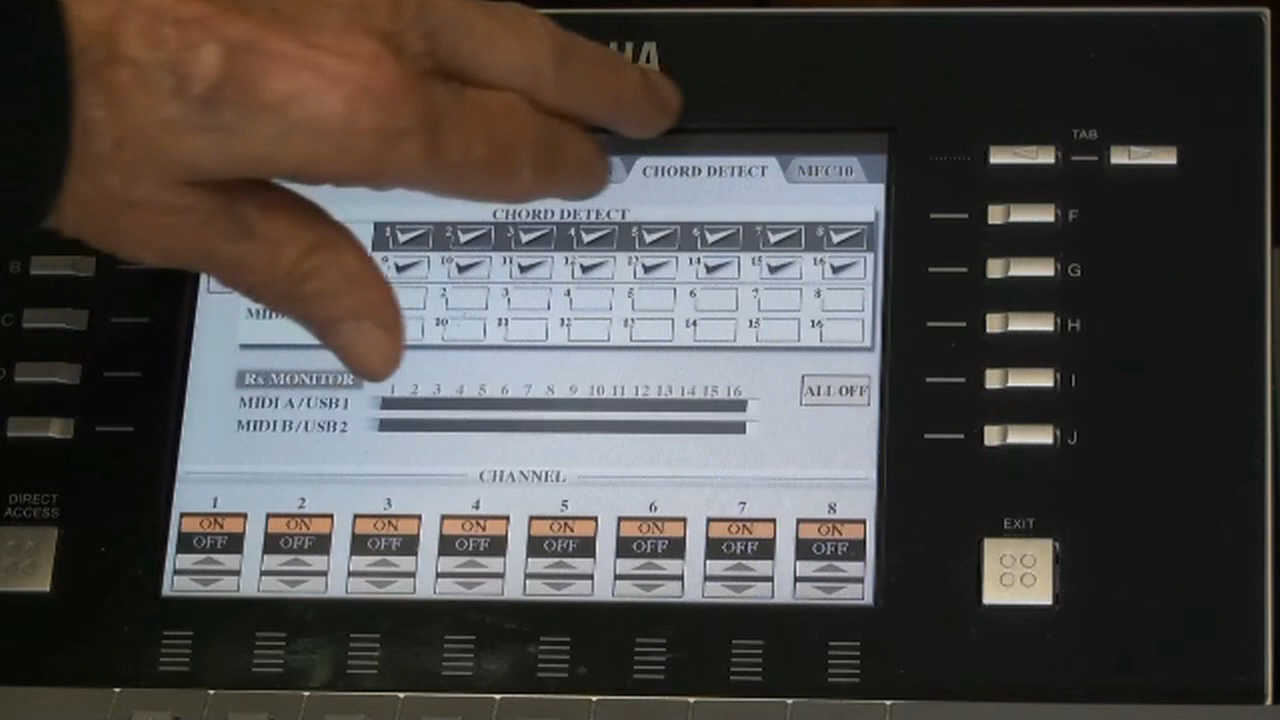 HA
TAB
CHORD DETECT MFC10
CHORD DETECT
1 2 3 4 5 6 7 8
9 10 11 12 13 14 15 16
2 3 4 5 6 7 8
10 11 12 13 14 15 16
Rx MONITOR
1 2 3 4 5 6 7 8 9 10 11 12 13 14 15 16
ALL OFF
MIDI A/USB1
MIDI B/USB2
CHANNEL
1 2 3 4 5 6 7 8
ON ON ON ON ON ON ON ON
OFF OFF OFF OFF OFF OFF OFF OFF
B
C
DIRECT
ACCESS
F
G
H
I
J
EXIT